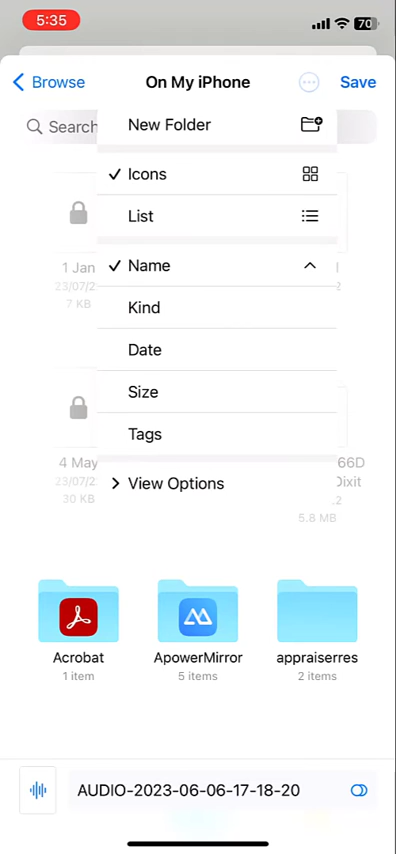 5:35
70
Browse
On My iPhone
Save
Search
New Folder
Icons
List
Name
Kind
Date
Size
Tags
View Options
1 Jan
23/07/2
7 KB
4 May
23/07/2
30 KB
66D
Dixit
.2
5.8 MB
Acrobat
1 item
ApowerMirror
5 items
appraiserres
2 items
AUDIO-2023-06-06-17-18-20